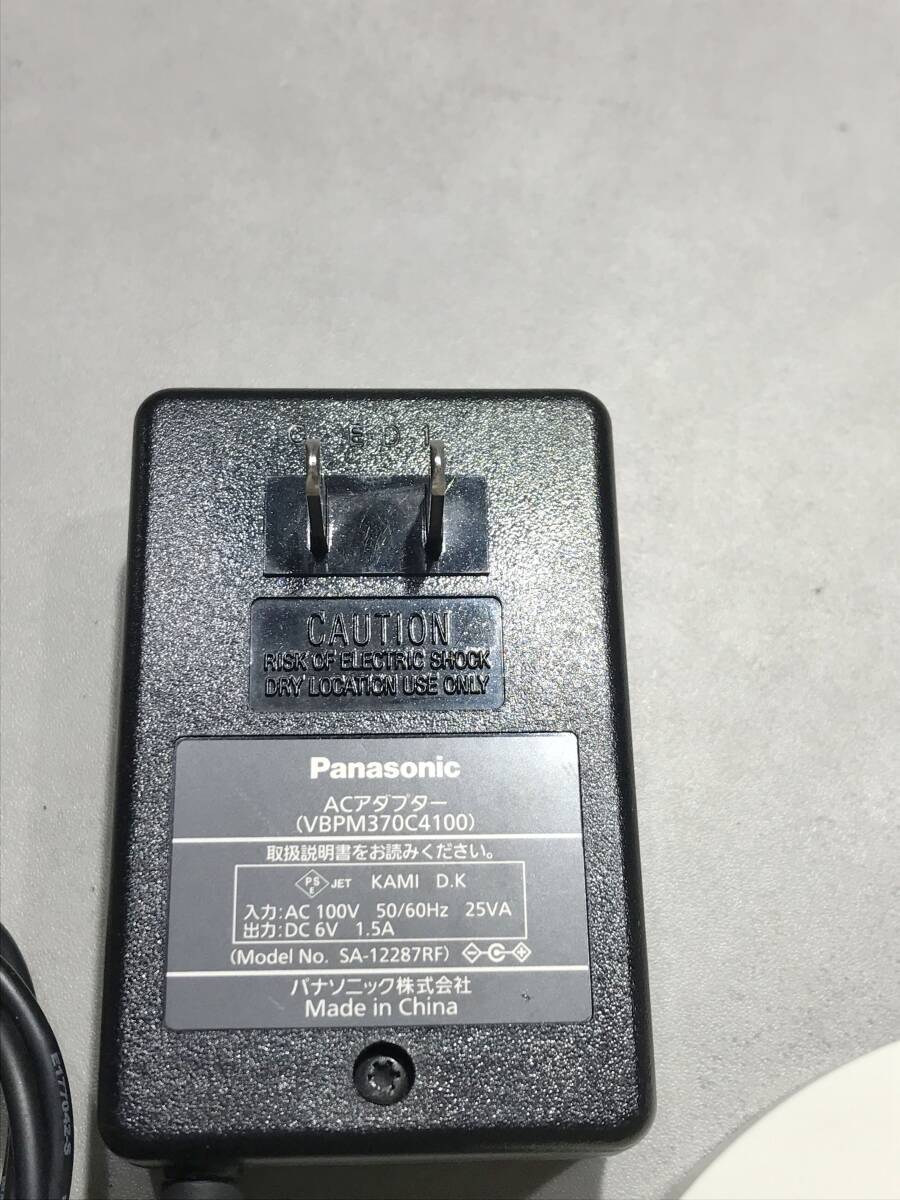 CAUTION
RISK OF ELECTRIC SHOCK
DRY LOCATION USE ONLY
Panasonic
ACアダプター
(VBPM370C4100)
取扱説明書をお読みください。
PS E JET KAMI D.K
入力:AC 100V 50/60Hz 25VA
出力:DC 6V 1.5A
(Model No. SA-12287RF)
パナソニック株式会社
Made in China
E177042-S